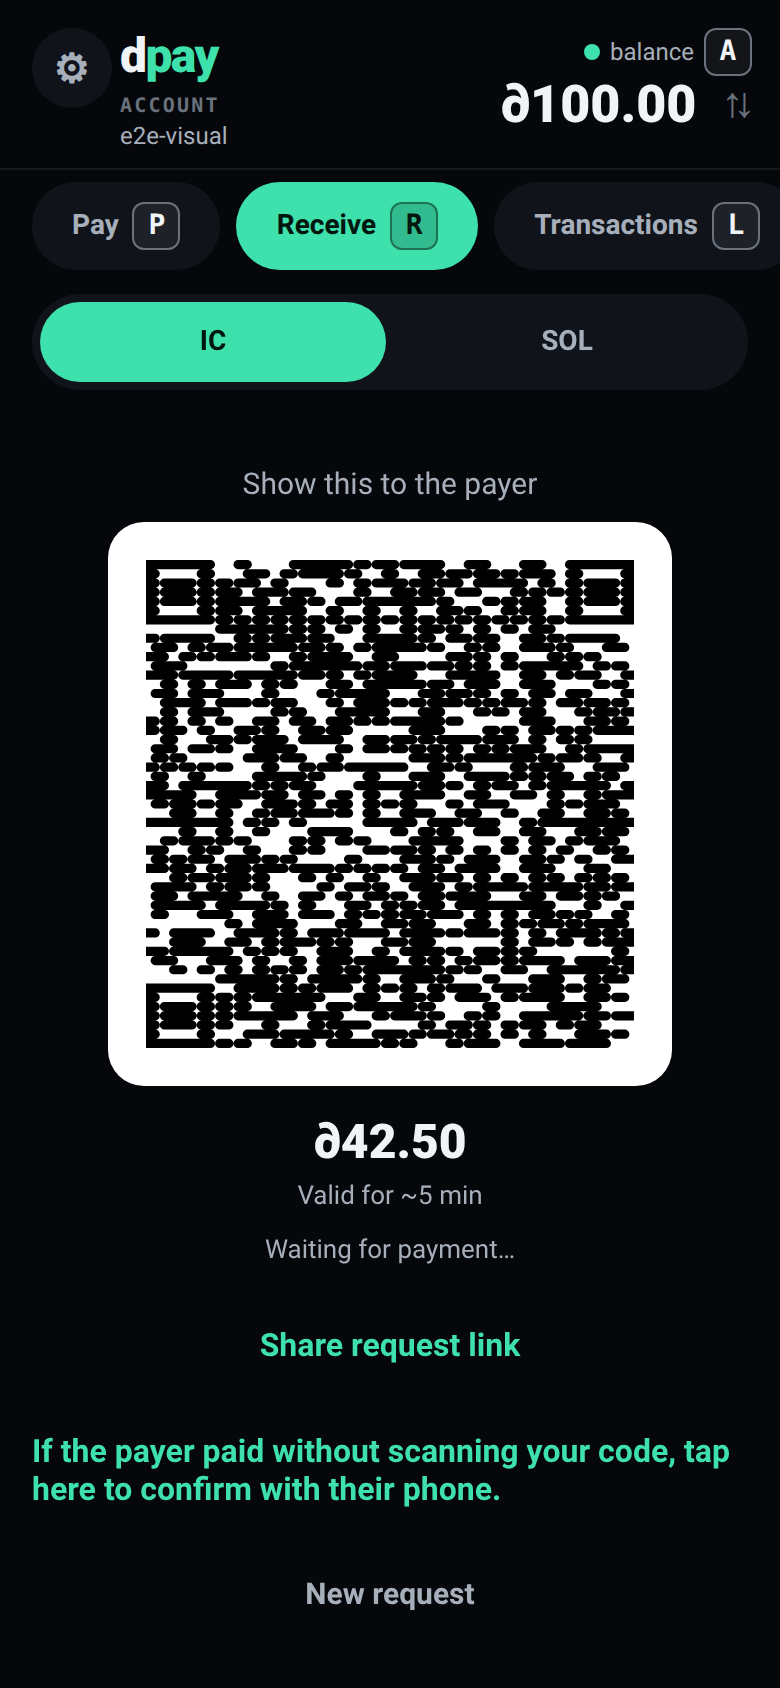 dpay
ACCOUNT
e2e-visual
balance A
∂100.00
Pay P
Receive R
Transactions L
IC
SOL
Show this to the payer
∂42.50
Valid for ~5 min
Waiting for payment…
Share request link
If the payer paid without scanning your code, tap
here to confirm with their phone.
New request